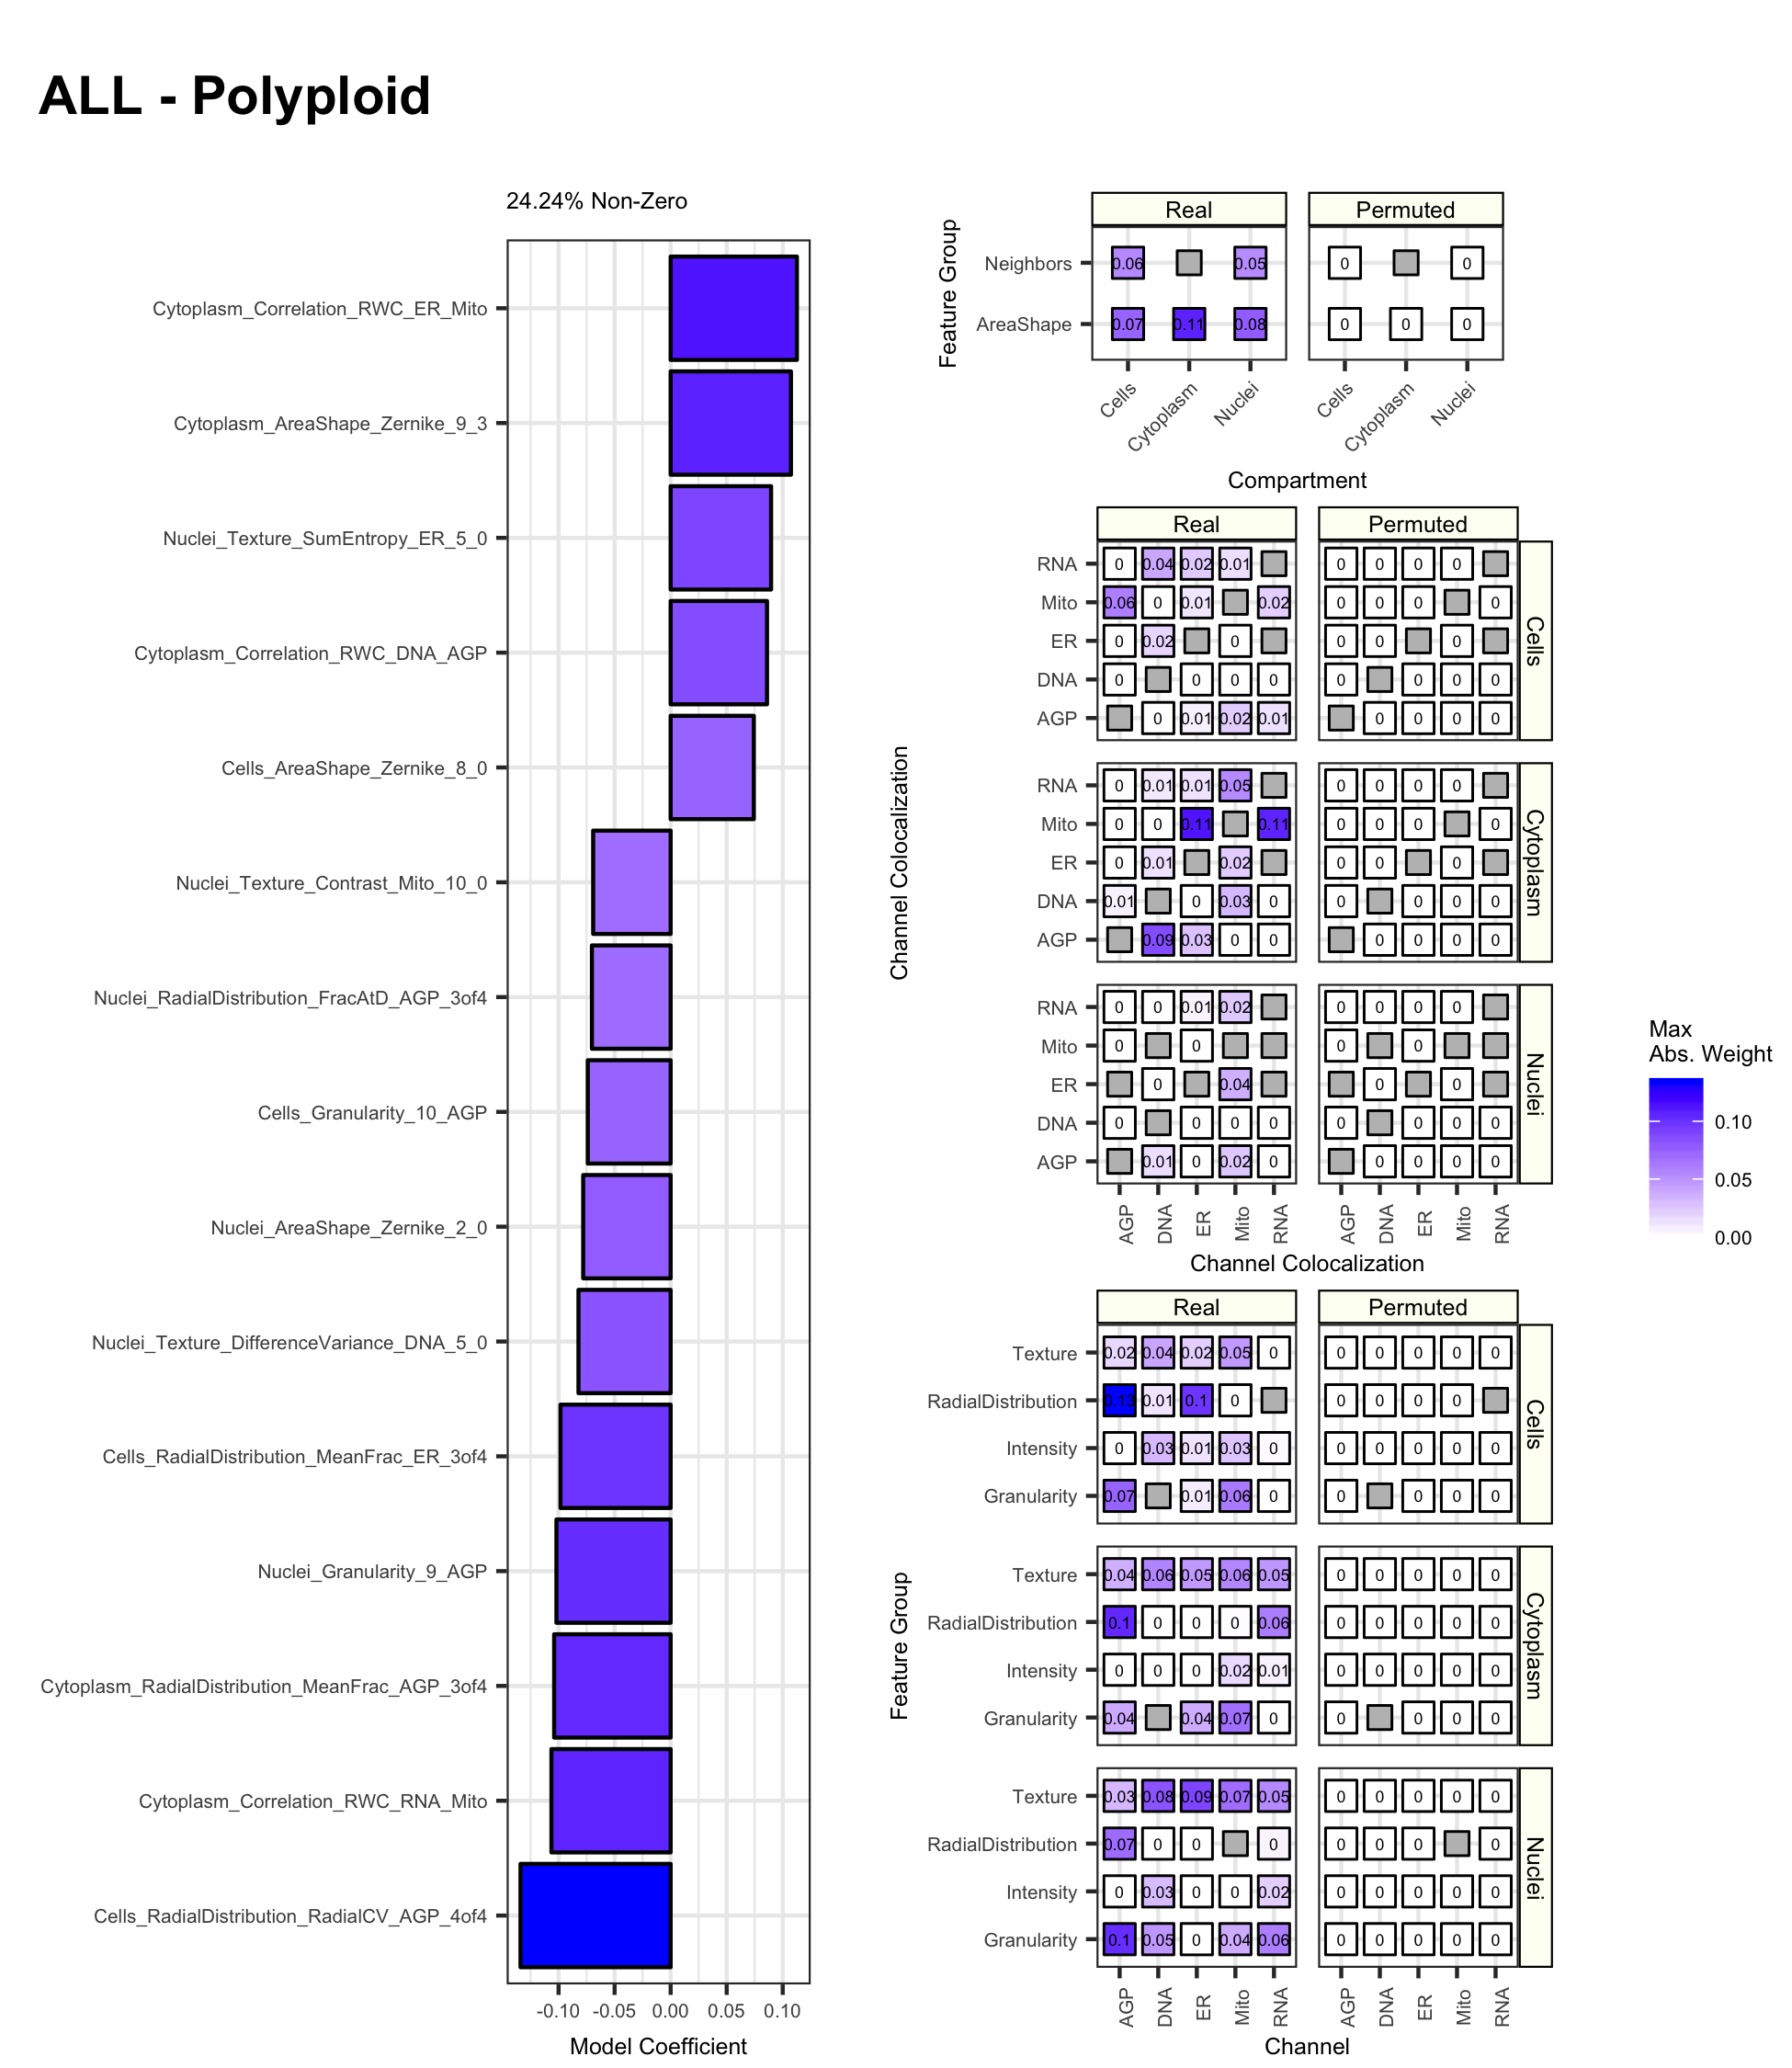 ALL - Polyploid
24.24% Non-Zero
Cytoplasm_Correlation_RWC_ER_Mito
Cytoplasm_AreaShape_Zernike_9_3
Nuclei_Texture_SumEntropy_ER_5_0
Cytoplasm_Correlation_RWC_DNA_AGP
Cells_AreaShape_Zernike_8_0
Nuclei_Texture_Contrast_Mito_10_0
Nuclei_RadialDistribution_FracAtD_AGP_3of4
Cells_Granularity_10_AGP
Nuclei_AreaShape_Zernike_2_0
Nuclei_Texture_DifferenceVariance_DNA_5_0
Cells_RadialDistribution_MeanFrac_ER_3of4
Nuclei_Granularity_9_AGP
Cytoplasm_RadialDistribution_MeanFrac_AGP_3of4
Cytoplasm_Correlation_RWC_RNA_Mito
Cells_RadialDistribution_RadialCV_AGP_4of4
-0.10 -0.05 0.00 0.05 0.10
Model Coefficient
Real Permuted
Feature Group
Neighbors 0.06 0.05 0 0
AreaShape 0.07 0.11 0.08 0 0 0
Cells Cytoplasm Nuclei Cells Cytoplasm Nuclei
Compartment
Real Permuted
Channel Colocalization
RNA 0 0.04 0.02 0.01 0 0 0 0
Mito 0.06 0 0.01 0.02 0 0 0 0
ER 0 0.02 0 0 0 0
DNA 0 0 0 0 0 0 0 0
AGP 0 0.01 0.02 0.01 0 0 0 0
Cells
RNA 0 0.01 0.01 0.05 0 0 0 0
Mito 0 0 0.11 0.11 0 0 0 0
ER 0 0.01 0.02 0 0 0
DNA 0.01 0 0.03 0 0 0 0 0
AGP 0.09 0.03 0 0 0 0 0 0
Cytoplasm
RNA 0 0 0.01 0.02 0 0 0 0
Mito 0 0 0 0
ER 0 0.04 0 0
DNA 0 0 0 0 0 0 0 0
AGP 0.01 0 0.02 0 0 0 0 0
Nuclei
AGP DNA ER Mito RNA AGP DNA ER Mito RNA
Channel Colocalization
Max
Abs. Weight
0.10
0.05
0.00
Real Permuted
Feature Group
Texture 0.02 0.04 0.02 0.05 0 0 0 0 0 0
RadialDistribution 0.13 0.01 0.1 0 0 0 0 0
Intensity 0 0.03 0.01 0.03 0 0 0 0 0 0
Granularity 0.07 0.01 0.06 0 0 0 0 0
Cells
Texture 0.04 0.06 0.05 0.06 0.05 0 0 0 0 0
RadialDistribution 0.1 0 0 0 0.06 0 0 0 0 0
Intensity 0 0 0 0.02 0.01 0 0 0 0 0
Granularity 0.04 0.04 0.07 0 0 0 0 0
Cytoplasm
Texture 0.03 0.08 0.09 0.07 0.05 0 0 0 0 0
RadialDistribution 0.07 0 0 0 0 0 0 0
Intensity 0 0.03 0 0 0.02 0 0 0 0 0
Granularity 0.1 0.05 0 0.04 0.06 0 0 0 0 0
Nuclei
AGP DNA ER Mito RNA AGP DNA ER Mito RNA
Channel